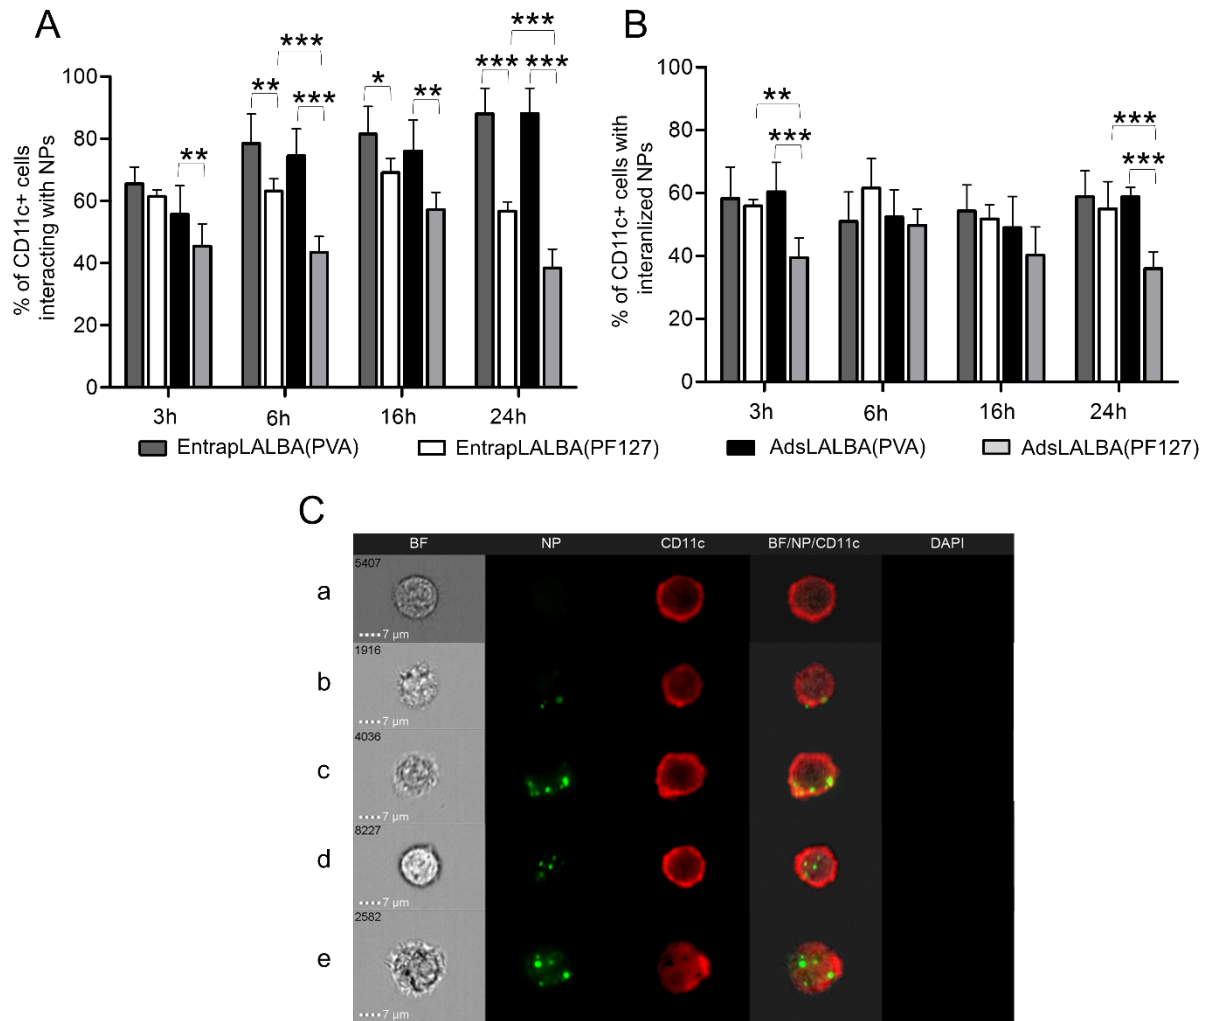 A
B
***
***
**
***
*
**
***
***
**
% of CD11c+ cells
interacting with NPs
100
80
60
40
20
0
3h
6h
16h
24h
% of CD11c+ cells with
interanlized NPs
100
80
60
40
20
0
**
***
***
***
3h
6h
16h
24h
EntrapLALBA(PVA)
EntrapLALBA(PF127)
AdsLALBA(PVA)
AdsLALBA(PF127)
C
BF NP CD11c BF/NP/CD11c DAPI
a
5407
7 µm
b
1916
7 µm
c
4036
7 µm
d
8227
7 µm
e
2582
7 µm